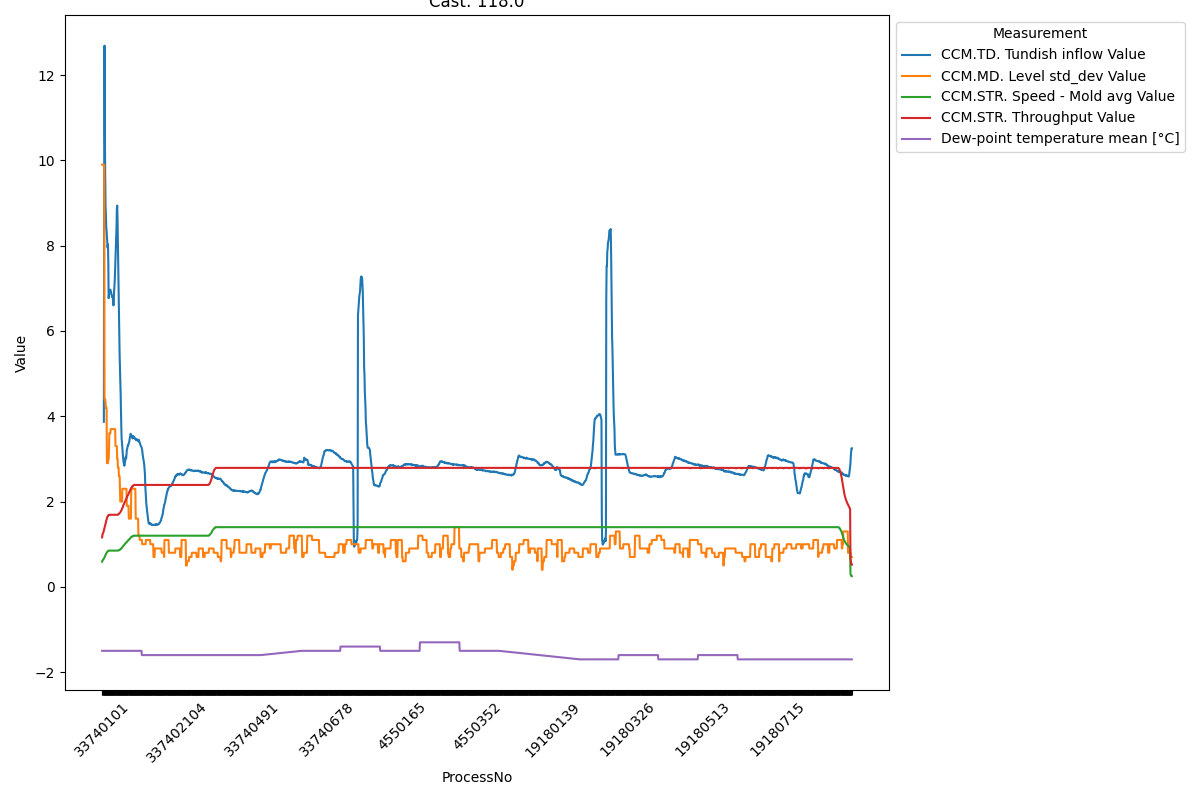 Cast: 118.0
Measurement
CCM.TD. Tundish inflow Value
CCM.MD. Level std_dev Value
CCM.STR. Speed - Mold avg Value
CCM.STR. Throughput Value
Dew-point temperature mean [°C]
Value
12
10
8
6
4
2
0
−2
33740101
337402104
33740491
33740678
4550165
4550352
19180139
19180326
19180513
19180715
ProcessNo